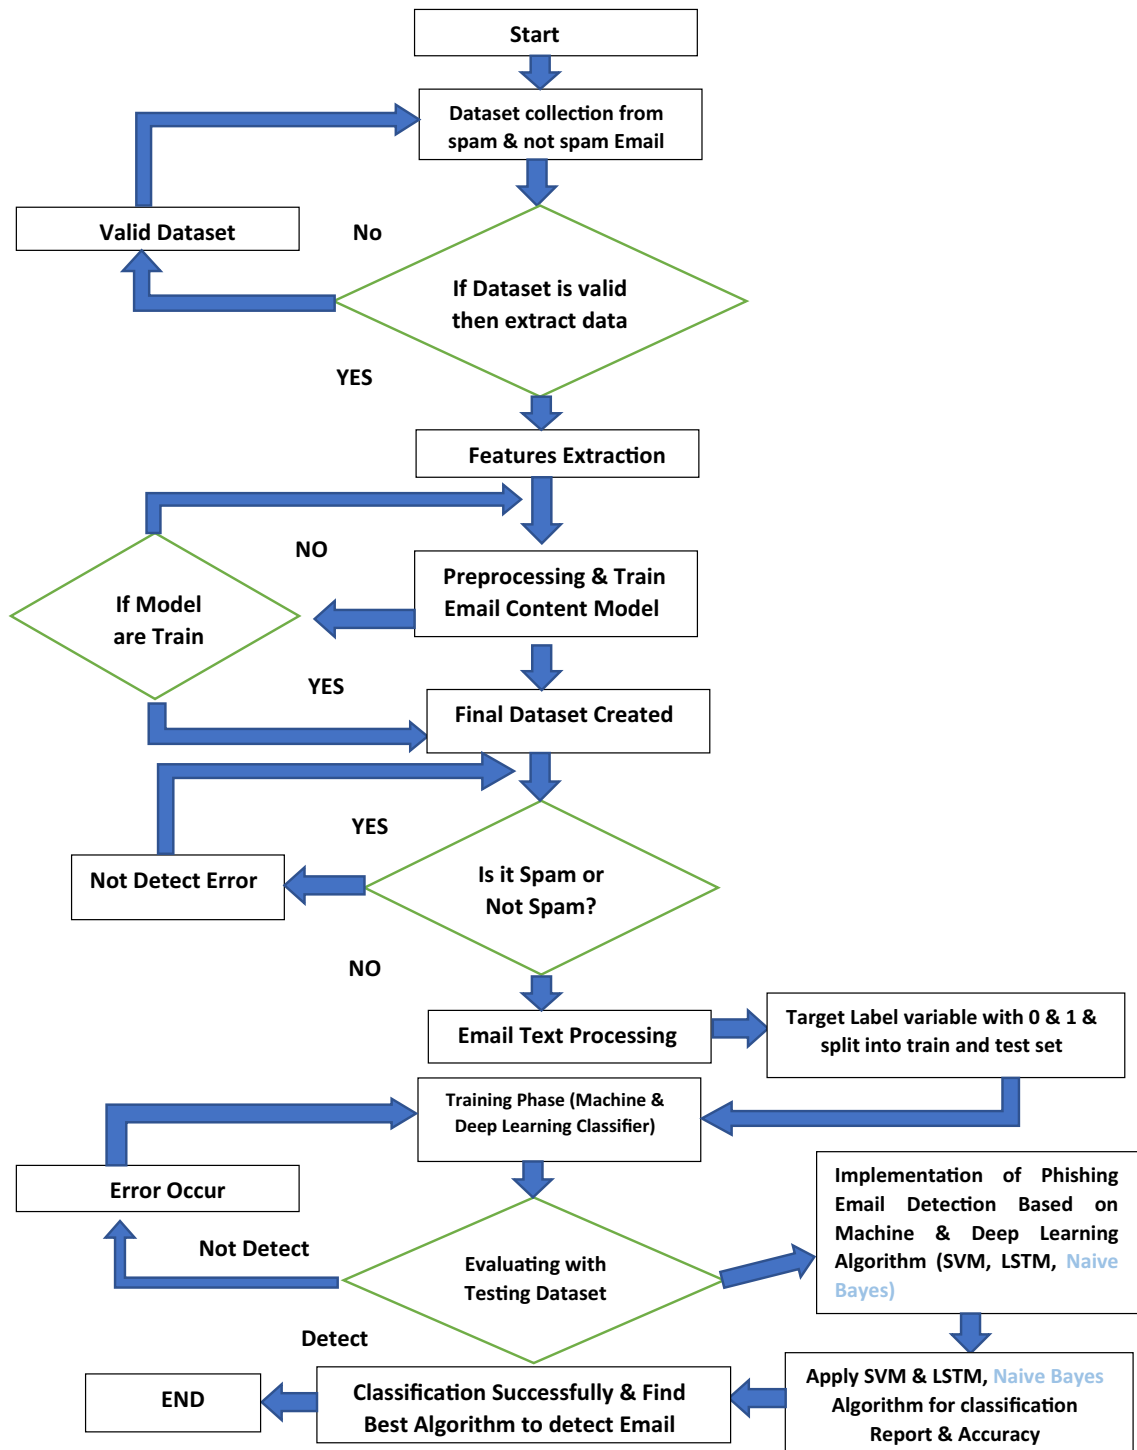 Start
Dataset collection from
spam & not spam Email
Valid Dataset
No
If Dataset is valid
then extract data
YES
Features Extraction
NO
Preprocessing & Train
Email Content Model
If Model
are Train
YES
Final Dataset Created
YES
Not Detect Error
Is it Spam or
Not Spam?
NO
Email Text Processing
Target Label variable with 0 & 1 &
split into train and test set
Training Phase (Machine &
Deep Learning Classifier)
Error Occur
Not Detect
Evaluating with
Testing Dataset
Implementation of Phishing
Email Detection Based on
Machine & Deep Learning
Algorithm (SVM, LSTM, Naive
Bayes)
Detect
END
Classification Successfully & Find
Best Algorithm to detect Email
Apply SVM & LSTM, Naive Bayes
Algorithm for classification
Report & Accuracy